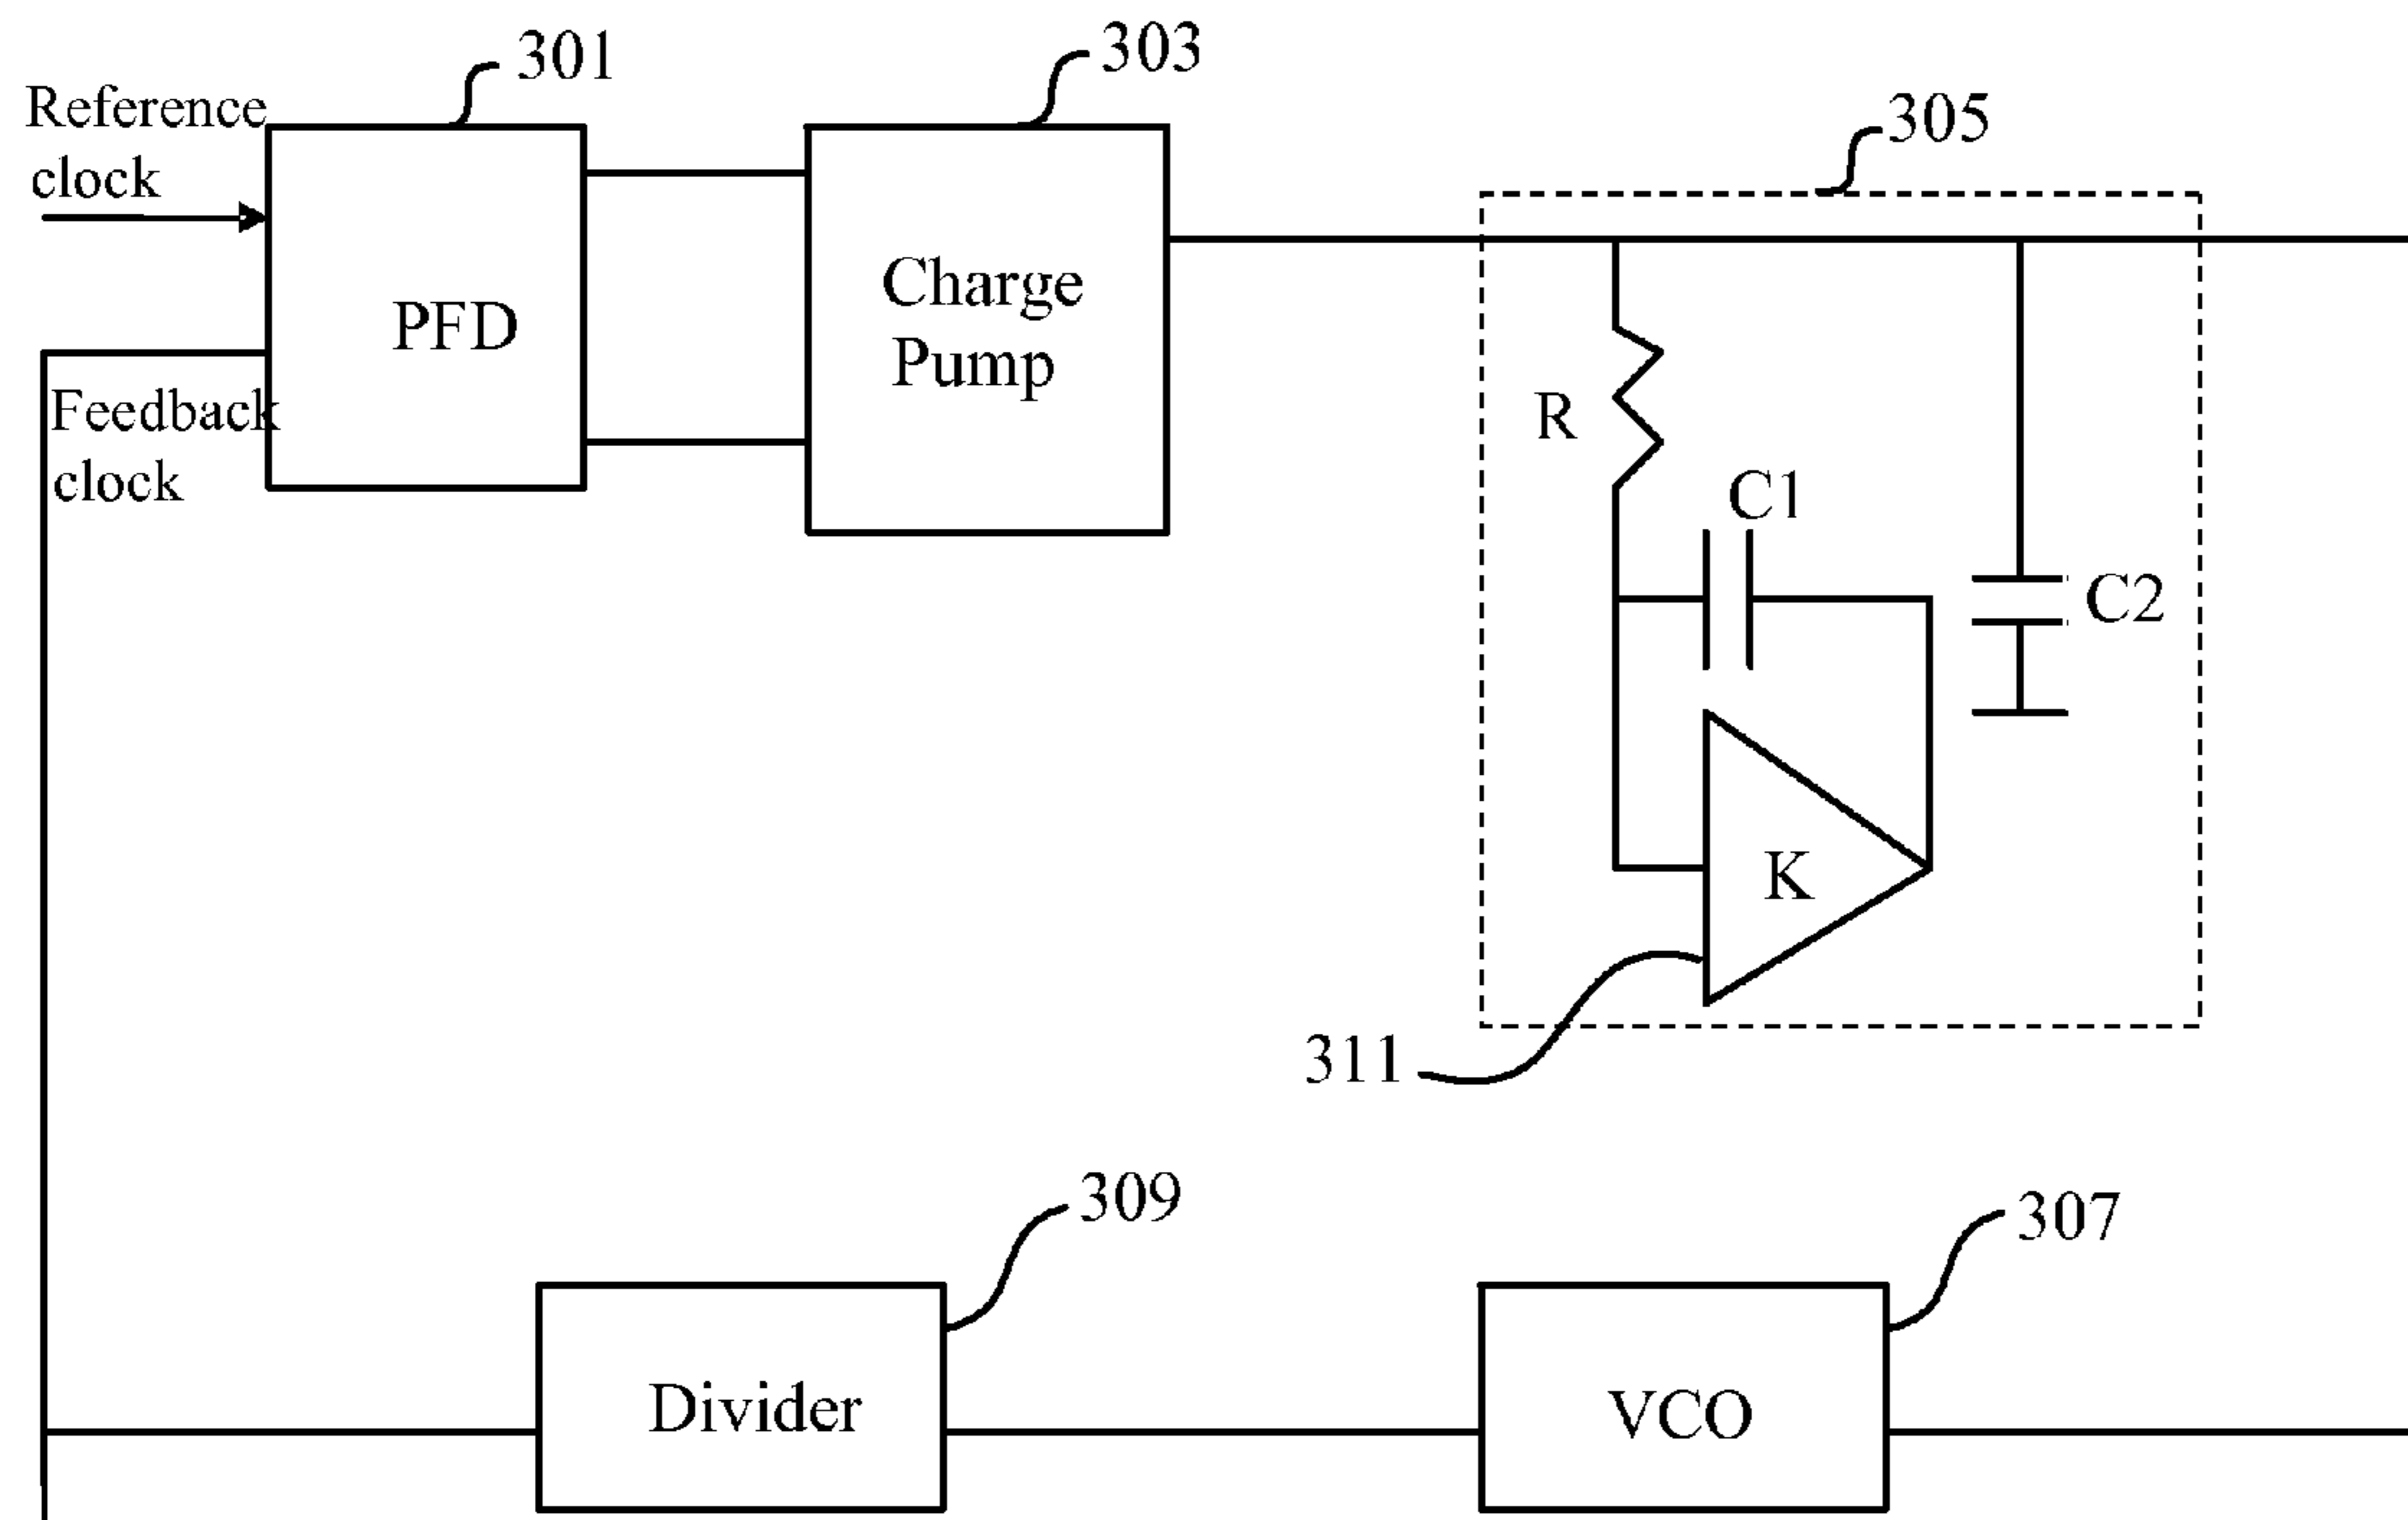 301
303
Reference
clock
305
PFD
Charge
Pump
Feedback
clock
R
C1
C2
K
311
309
307
Divider
VCO